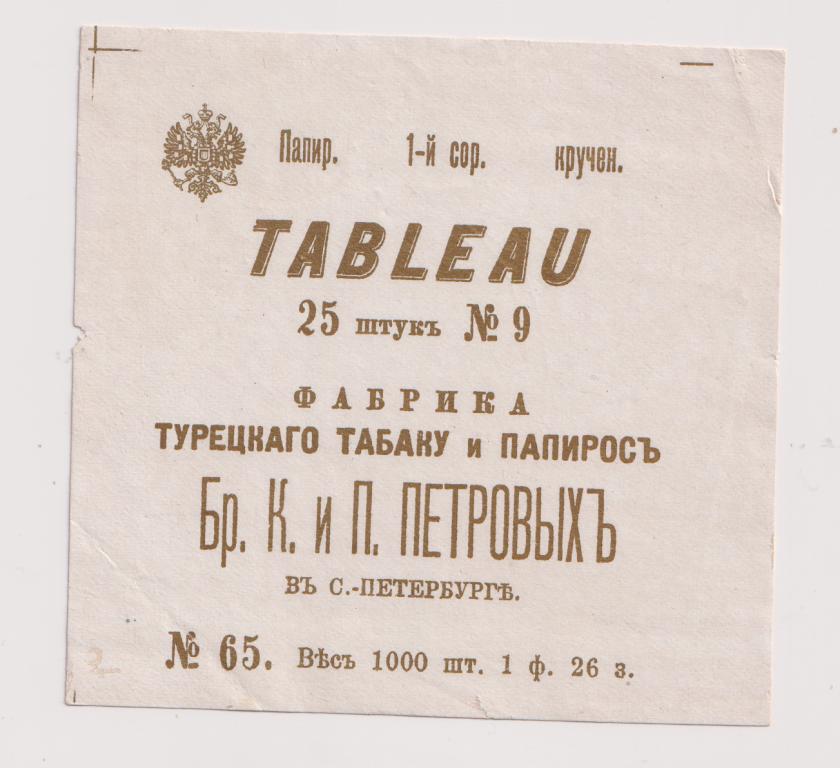 Папир. 1-й сор. кручен.
TABLEAU
25 штукъ № 9
ФАБРИКА
ТУРЕЦКАГО ТАБАКУ и ПАПИРОСЪ
Бр. К. и П. ПЕТРОВЫХЪ
ВЪ С.-ПЕТЕРБУРГѢ.
№ 65. Вѣсъ 1000 шт. 1 ф. 26 з.